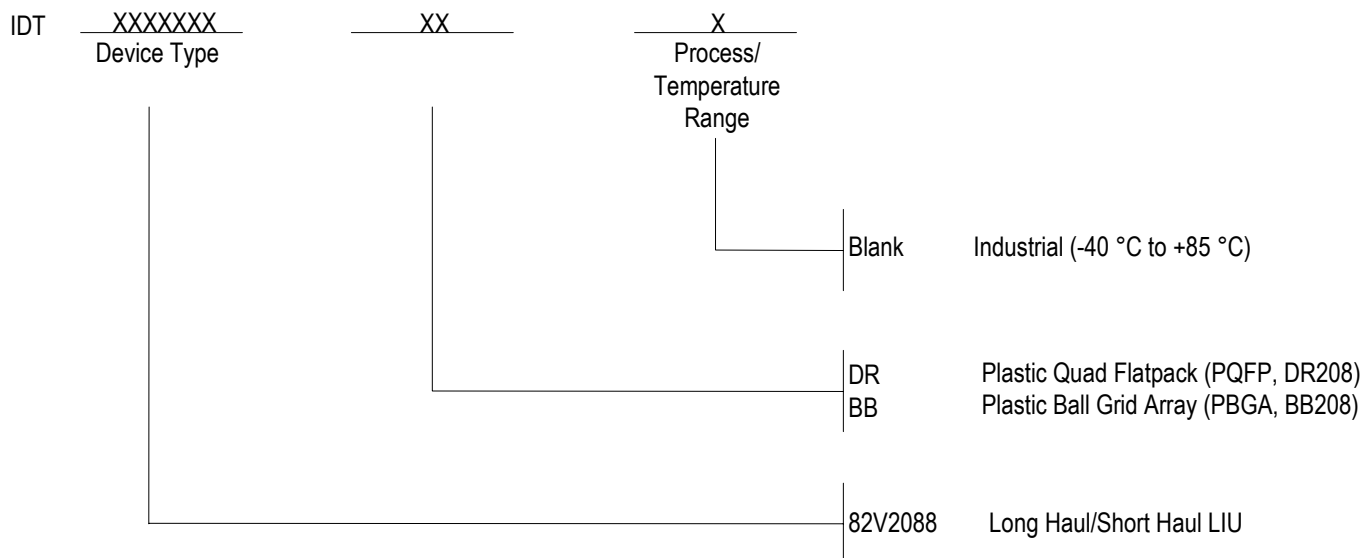 IDT XXXXXXX XX X
Device Type
Process/
Temperature
Range
Blank Industrial (-40 °C to +85 °C)
DR Plastic Quad Flatpack (PQFP, DR208)
BB Plastic Ball Grid Array (PBGA, BB208)
82V2088 Long Haul/Short Haul LIU